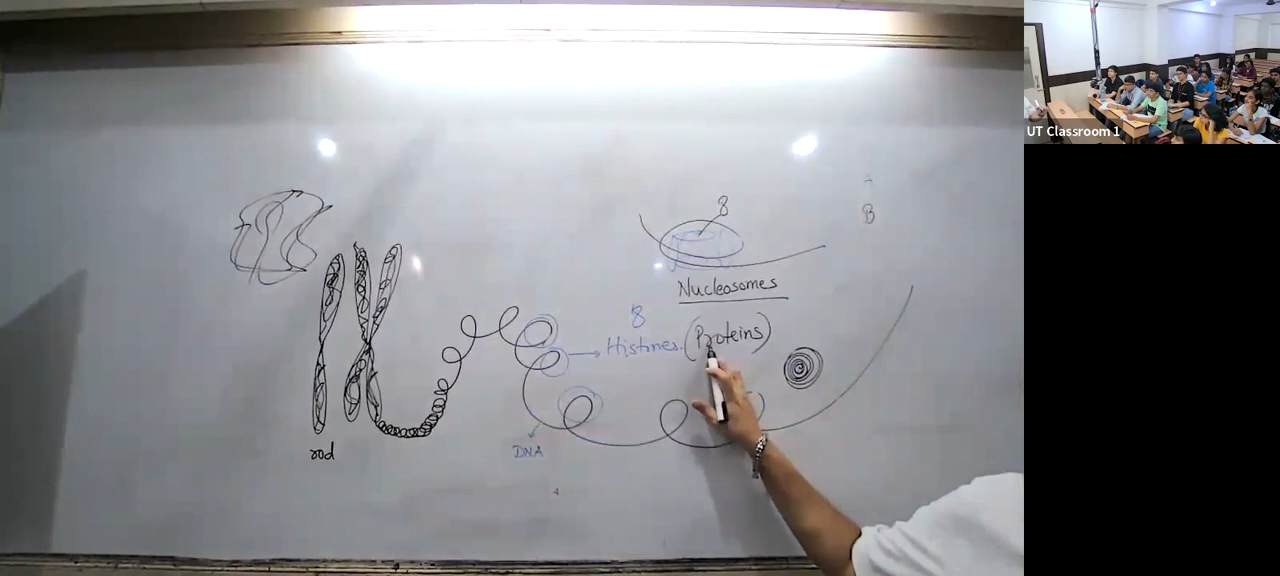 UT Classroom 1
8
B
Nucleosomes
8
Histones (Proteins)
DNA
rod